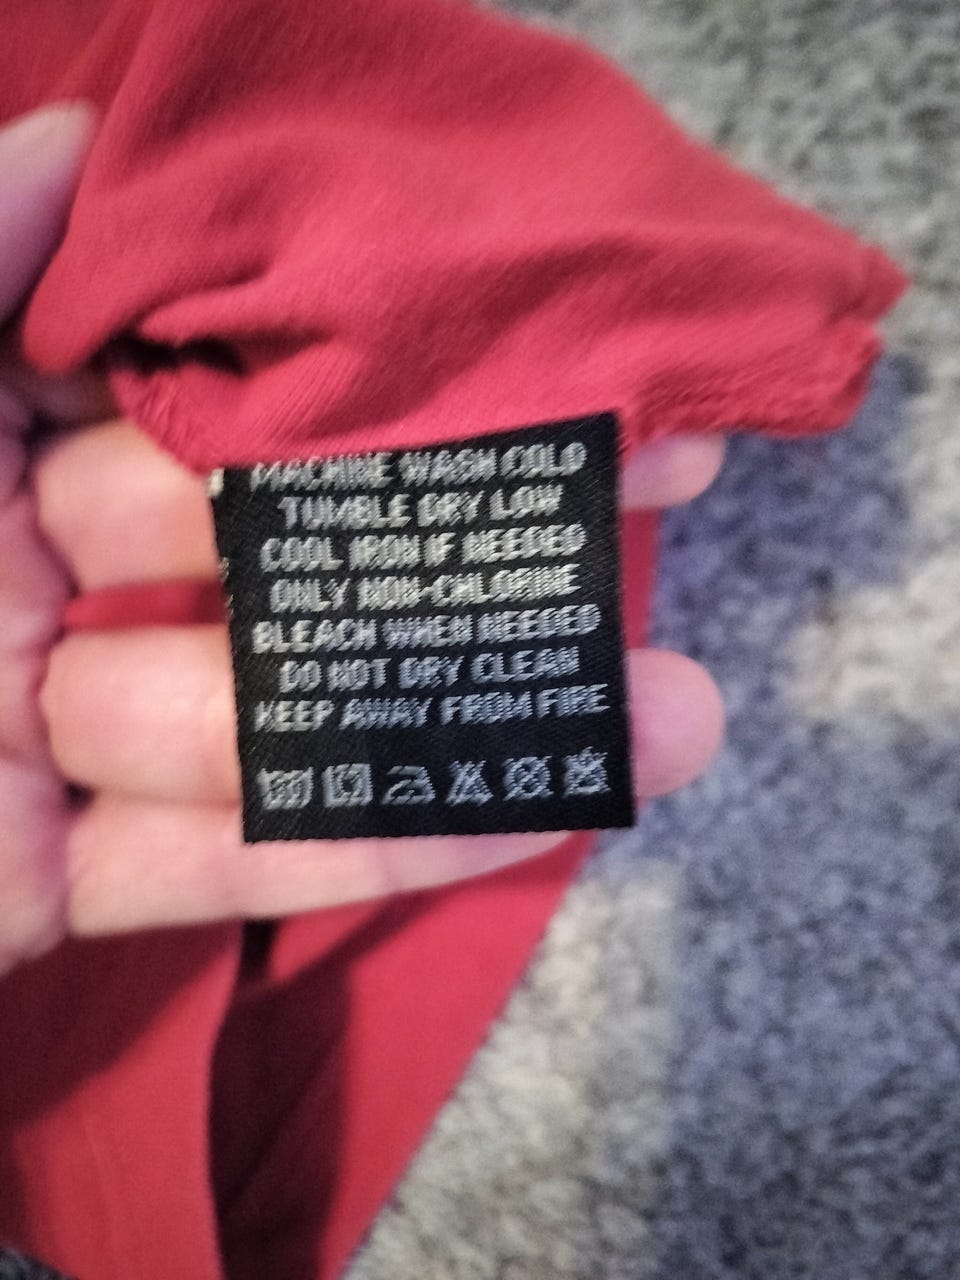 MACHINE WASH COLD
TUMBLE DRY LOW
COOL IRON IF NEEDED
ONLY NON-CHLORINE
BLEACH WHEN NEEDED
DO NOT DRY CLEAN
KEEP AWAY FROM FIRE